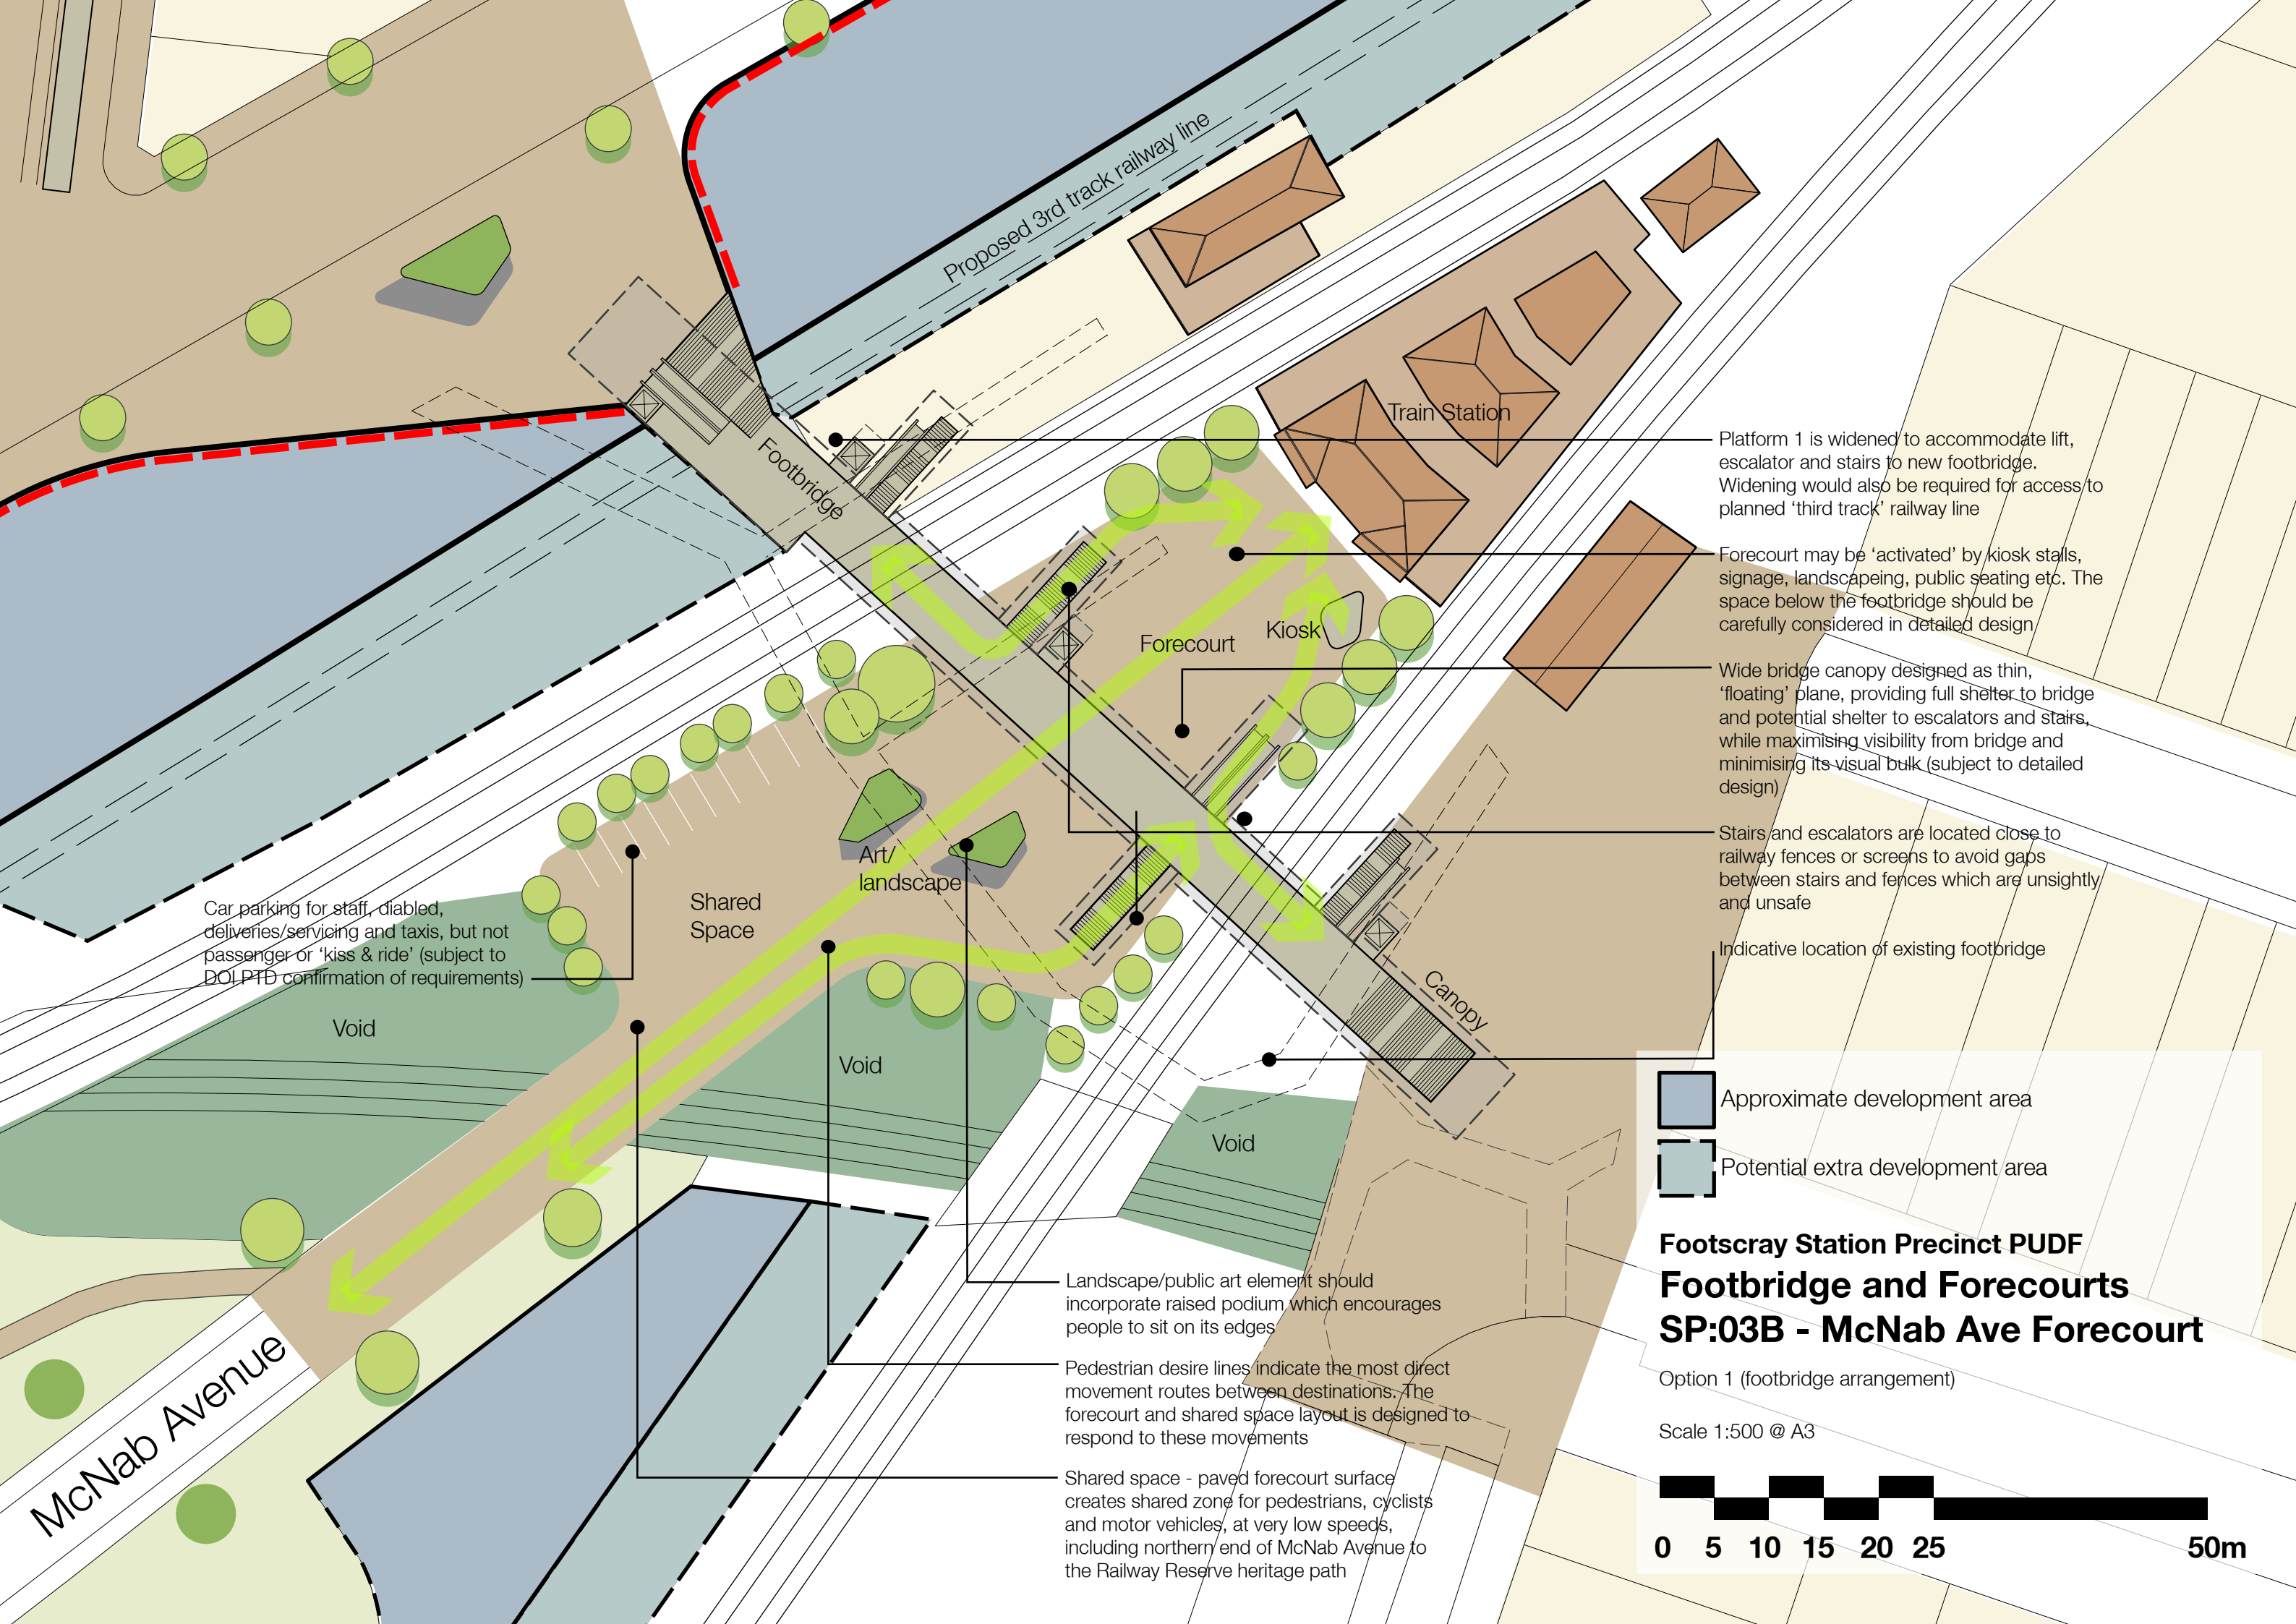 Proposed 3rd track railway line
Train Station
Footbridge
Platform 1 is widened to accommodate lift,
escalator and stairs to new footbridge.
Widening would also be required for access to
planned ‘third track’ railway line
Forecourt may be ‘activated’ by kiosk stalls,
signage, landscapeing, public seating etc. The
space below the footbridge should be
carefully considered in detailed design
Kiosk
Forecourt
Wide bridge canopy designed as thin,
‘floating’ plane, providing full shelter to bridge
and potential shelter to escalators and stairs,
while maximising visibility from bridge and
minimising its visual bulk (subject to detailed
design)
Stairs and escalators are located close to
railway fences or screens to avoid gaps
between stairs and fences which are unsightly
and unsafe
Indicative location of existing footbridge
Art/
landscape
Shared
Space
Car parking for staff, diabled,
deliveries/servicing and taxis, but not
passenger or ‘kiss & ride’ (subject to
DOI PTD confirmation of requirements)
Canopy
Void
Void
Void
Approximate development area
Potential extra development area
Footscray Station Precinct PUDF
Footbridge and Forecourts
SP:03B - McNab Ave Forecourt
Option 1 (footbridge arrangement)
Scale 1:500 @ A3
0 5 10 15 20 25 50m
Landscape/public art element should
incorporate raised podium which encourages
people to sit on its edges
Pedestrian desire lines indicate the most direct
movement routes between destinations. The
forecourt and shared space layout is designed to
respond to these movements
Shared space - paved forecourt surface
creates shared zone for pedestrians, cyclists
and motor vehicles, at very low speeds,
including northern end of McNab Avenue to
the Railway Reserve heritage path
McNab Avenue